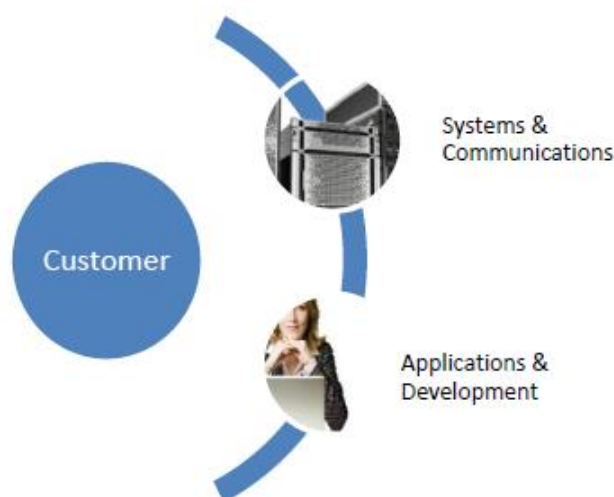 Systems &
Communications
Customer
Applications &
Development